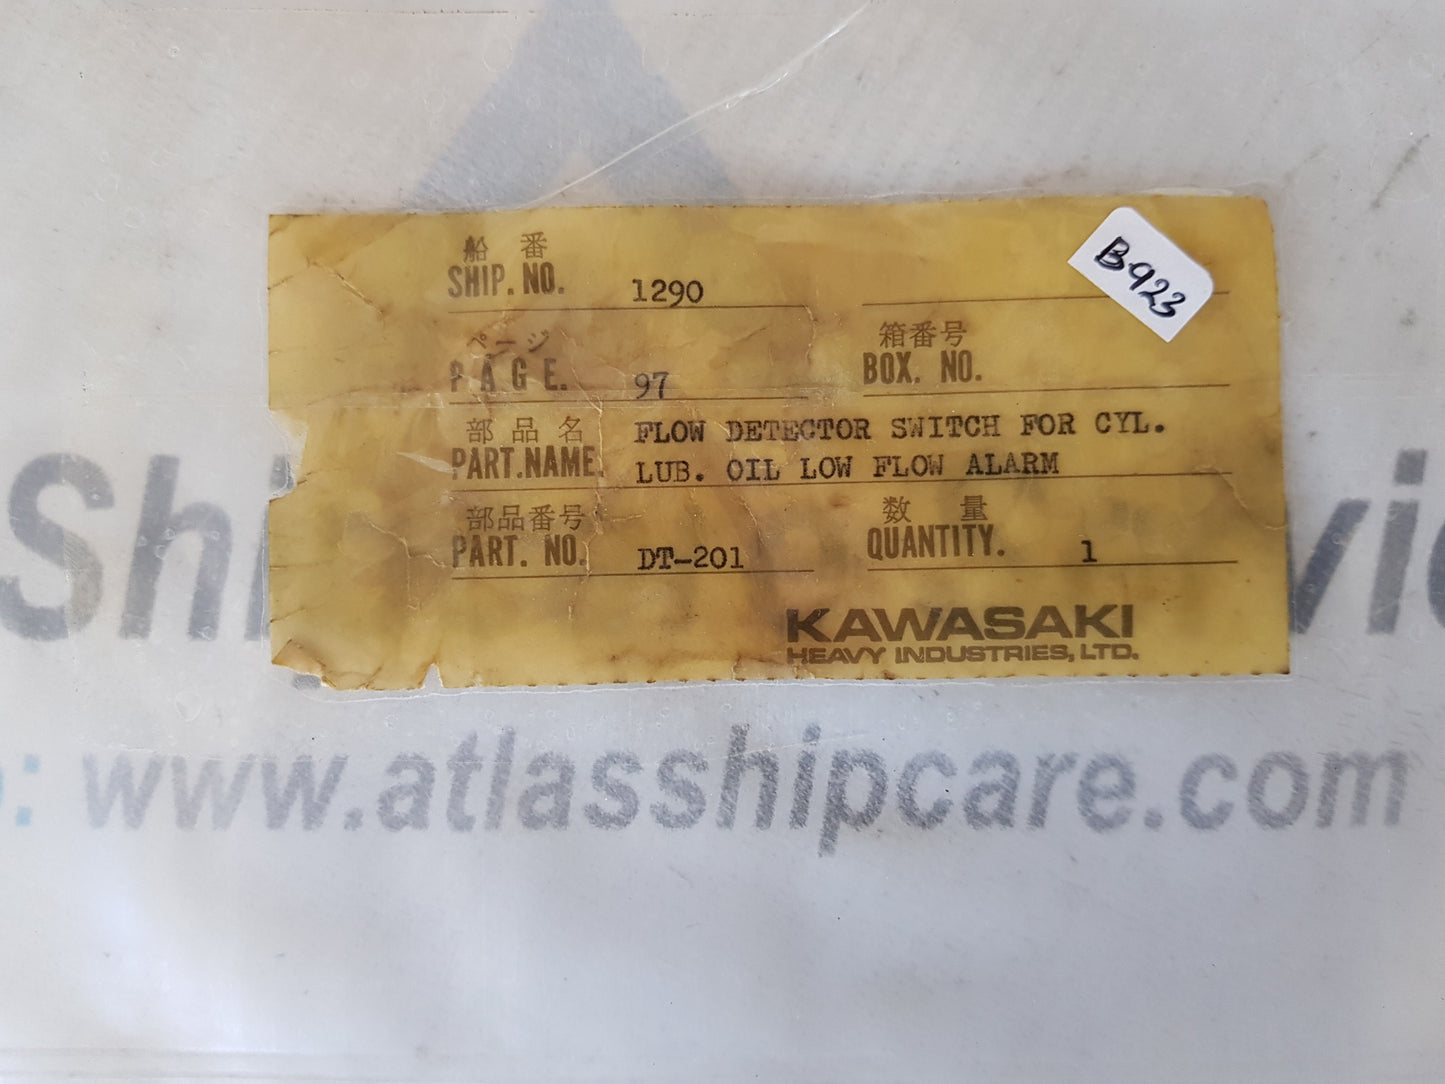 船番
SHIP. NO. 1290
B-923
ページ
PAGE. 97
箱番号
BOX. NO.
部品名
PART. NAME. FLOW DETECTOR SWITCH FOR CYL.
LUB. OIL LOW FLOW ALARM
部品番号
PART. NO. DT-201
数量
QUANTITY. 1
KAWASAKI
HEAVY INDUSTRIES, LTD.
www.atlasshipcare.com